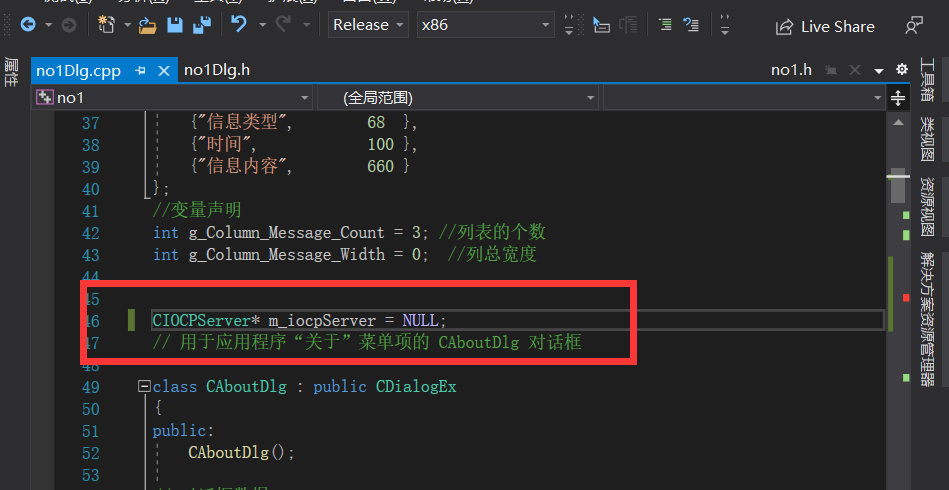 Release
x86
Live Share
属性
no1Dlg.cpp
no1Dlg.h
no1.h
no1
(全局范围)
37 {"信息类型", 68 },
38 {"时间", 100 },
39 {"信息内容", 660 }
40 };
41 //变量声明
42 int g_Column_Message_Count = 3; //列表的个数
43 int g_Column_Message_Width = 0; //列总宽度
44
45
46 CIOCPServer* m_iocpServer = NULL;
47 // 用于应用程序“关于”菜单项的 CAboutDlg 对话框
48
49 class CAboutDlg : public CDialogEx
50 {
51 public:
52 CAboutDlg();
53
工具箱
类视图
资源视图
解决方案资源管理器